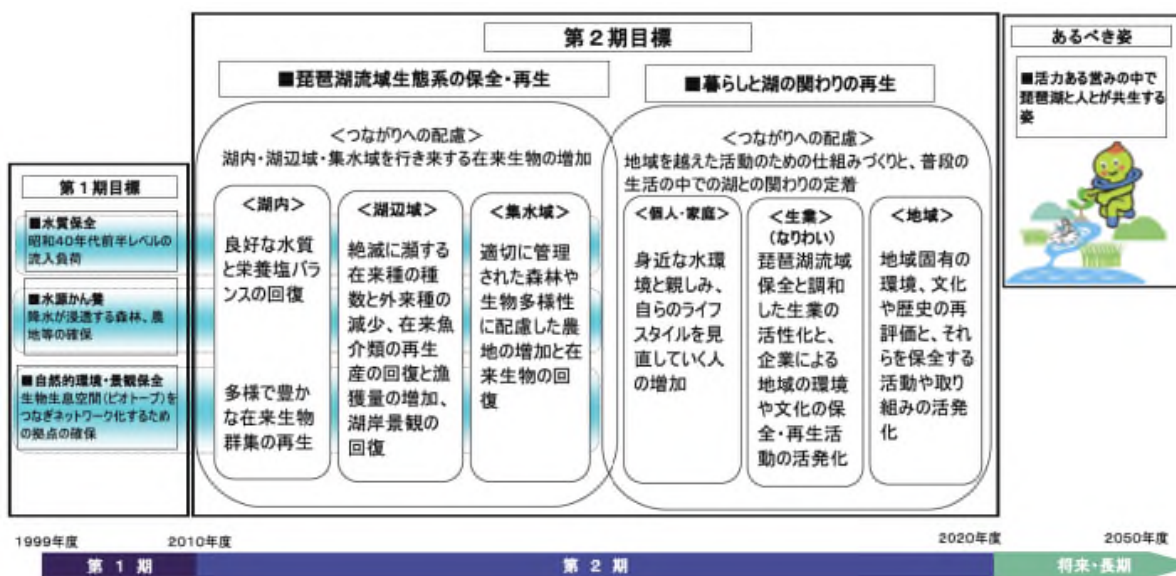 第1期目標
■水質保全
昭和40年代前半レベルの
流入負荷
■水源かん養
降水が浸透する森林、農
地等の確保
■自然的環境・景観保全
生物生息空間(ビオトープ)を
つなぎネットワーク化するため
の拠点の確保
第2期目標
■琵琶湖流域生態系の保全・再生
<つながりへの配慮>
湖内・湖辺域・集水域を行き来する在来生物の増加
<湖内>
良好な水質
と栄養塩バラ
ンスの回復
多様で豊か
な在来生物
群集の再生
<湖辺域>
絶滅に瀕する
在来種の種
数と外来種の
減少、在来魚
介類の再生
産の回復と漁
獲量の増加、
湖岸景観の
回復
<集水域>
適切に管理
された森林や
生物多様性
に配慮した農
地の増加と在
来生物の回
復
■暮らしと湖の関わりの再生
<つながりへの配慮>
地域を越えた活動のための仕組みづくりと、普段の
生活の中での湖との関わりの定着
<個人・家庭>
身近な水環
境と親しみ、
自らのライフ
スタイルを見
直していく人
の増加
<生業>
(なりわい)
琵琶湖流域
保全と調和
した生業の
活性化と、
企業による
地域の環境
や文化の保
全・再生活
動の活発化
<地域>
地域固有の
環境、文化
や歴史の再
評価と、それ
らを保全する
活動や取り
組みの活発
化
あるべき姿
■活力ある営みの中で
琵琶湖と人とが共生する
姿
1999年度
2010年度
2020年度
2050年度
第1期
第2期
将来・長期